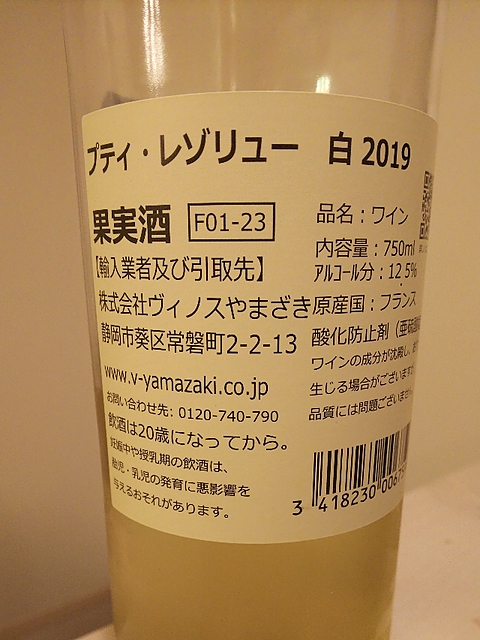 プティ・レゾリュー 白 2019
果実酒 F01-23
【輸入業者及び引取先】
株式会社ヴィノスやまざき
静岡市葵区常磐町2-2-13
www.v-yamazaki.co.jp
お問い合わせ先: 0120-740-790
飲酒は20歳になってから。
妊娠中や授乳期の飲酒は、
胎児・乳児の発育に悪影響を
与えるおそれがあります。
品名：ワイン
内容量：750ml
アルコール分：12.5%
原産国：フランス
酸化防止剤（亜硫酸
ワインの成分が沈殿し、
生じる場合がございます
品質には問題ございま
3 418230 0067